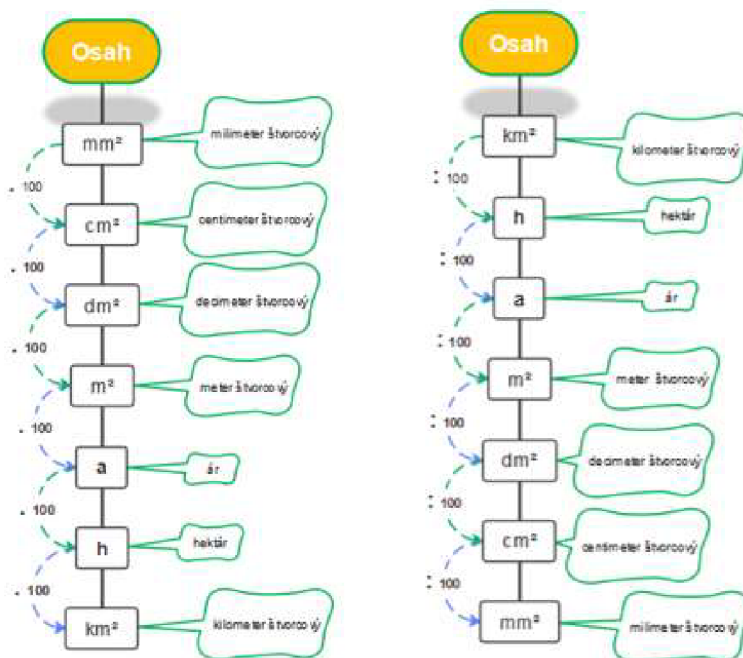 Osah
mm²
milimeter štvorcový
. 100
cm²
centimeter štvorcový
. 100
dm²
decimeter štvorcový
. 100
m²
meter štvorcový
. 100
a
ár
. 100
h
hektár
. 100
km²
kilometer štvorcový
Osah
km²
kilometer štvorcový
: 100
h
hektár
: 100
a
ár
: 100
m²
meter štvorcový
: 100
dm²
decimeter štvorcový
: 100
cm²
centimeter štvorcový
: 100
mm²
milimeter štvorcový